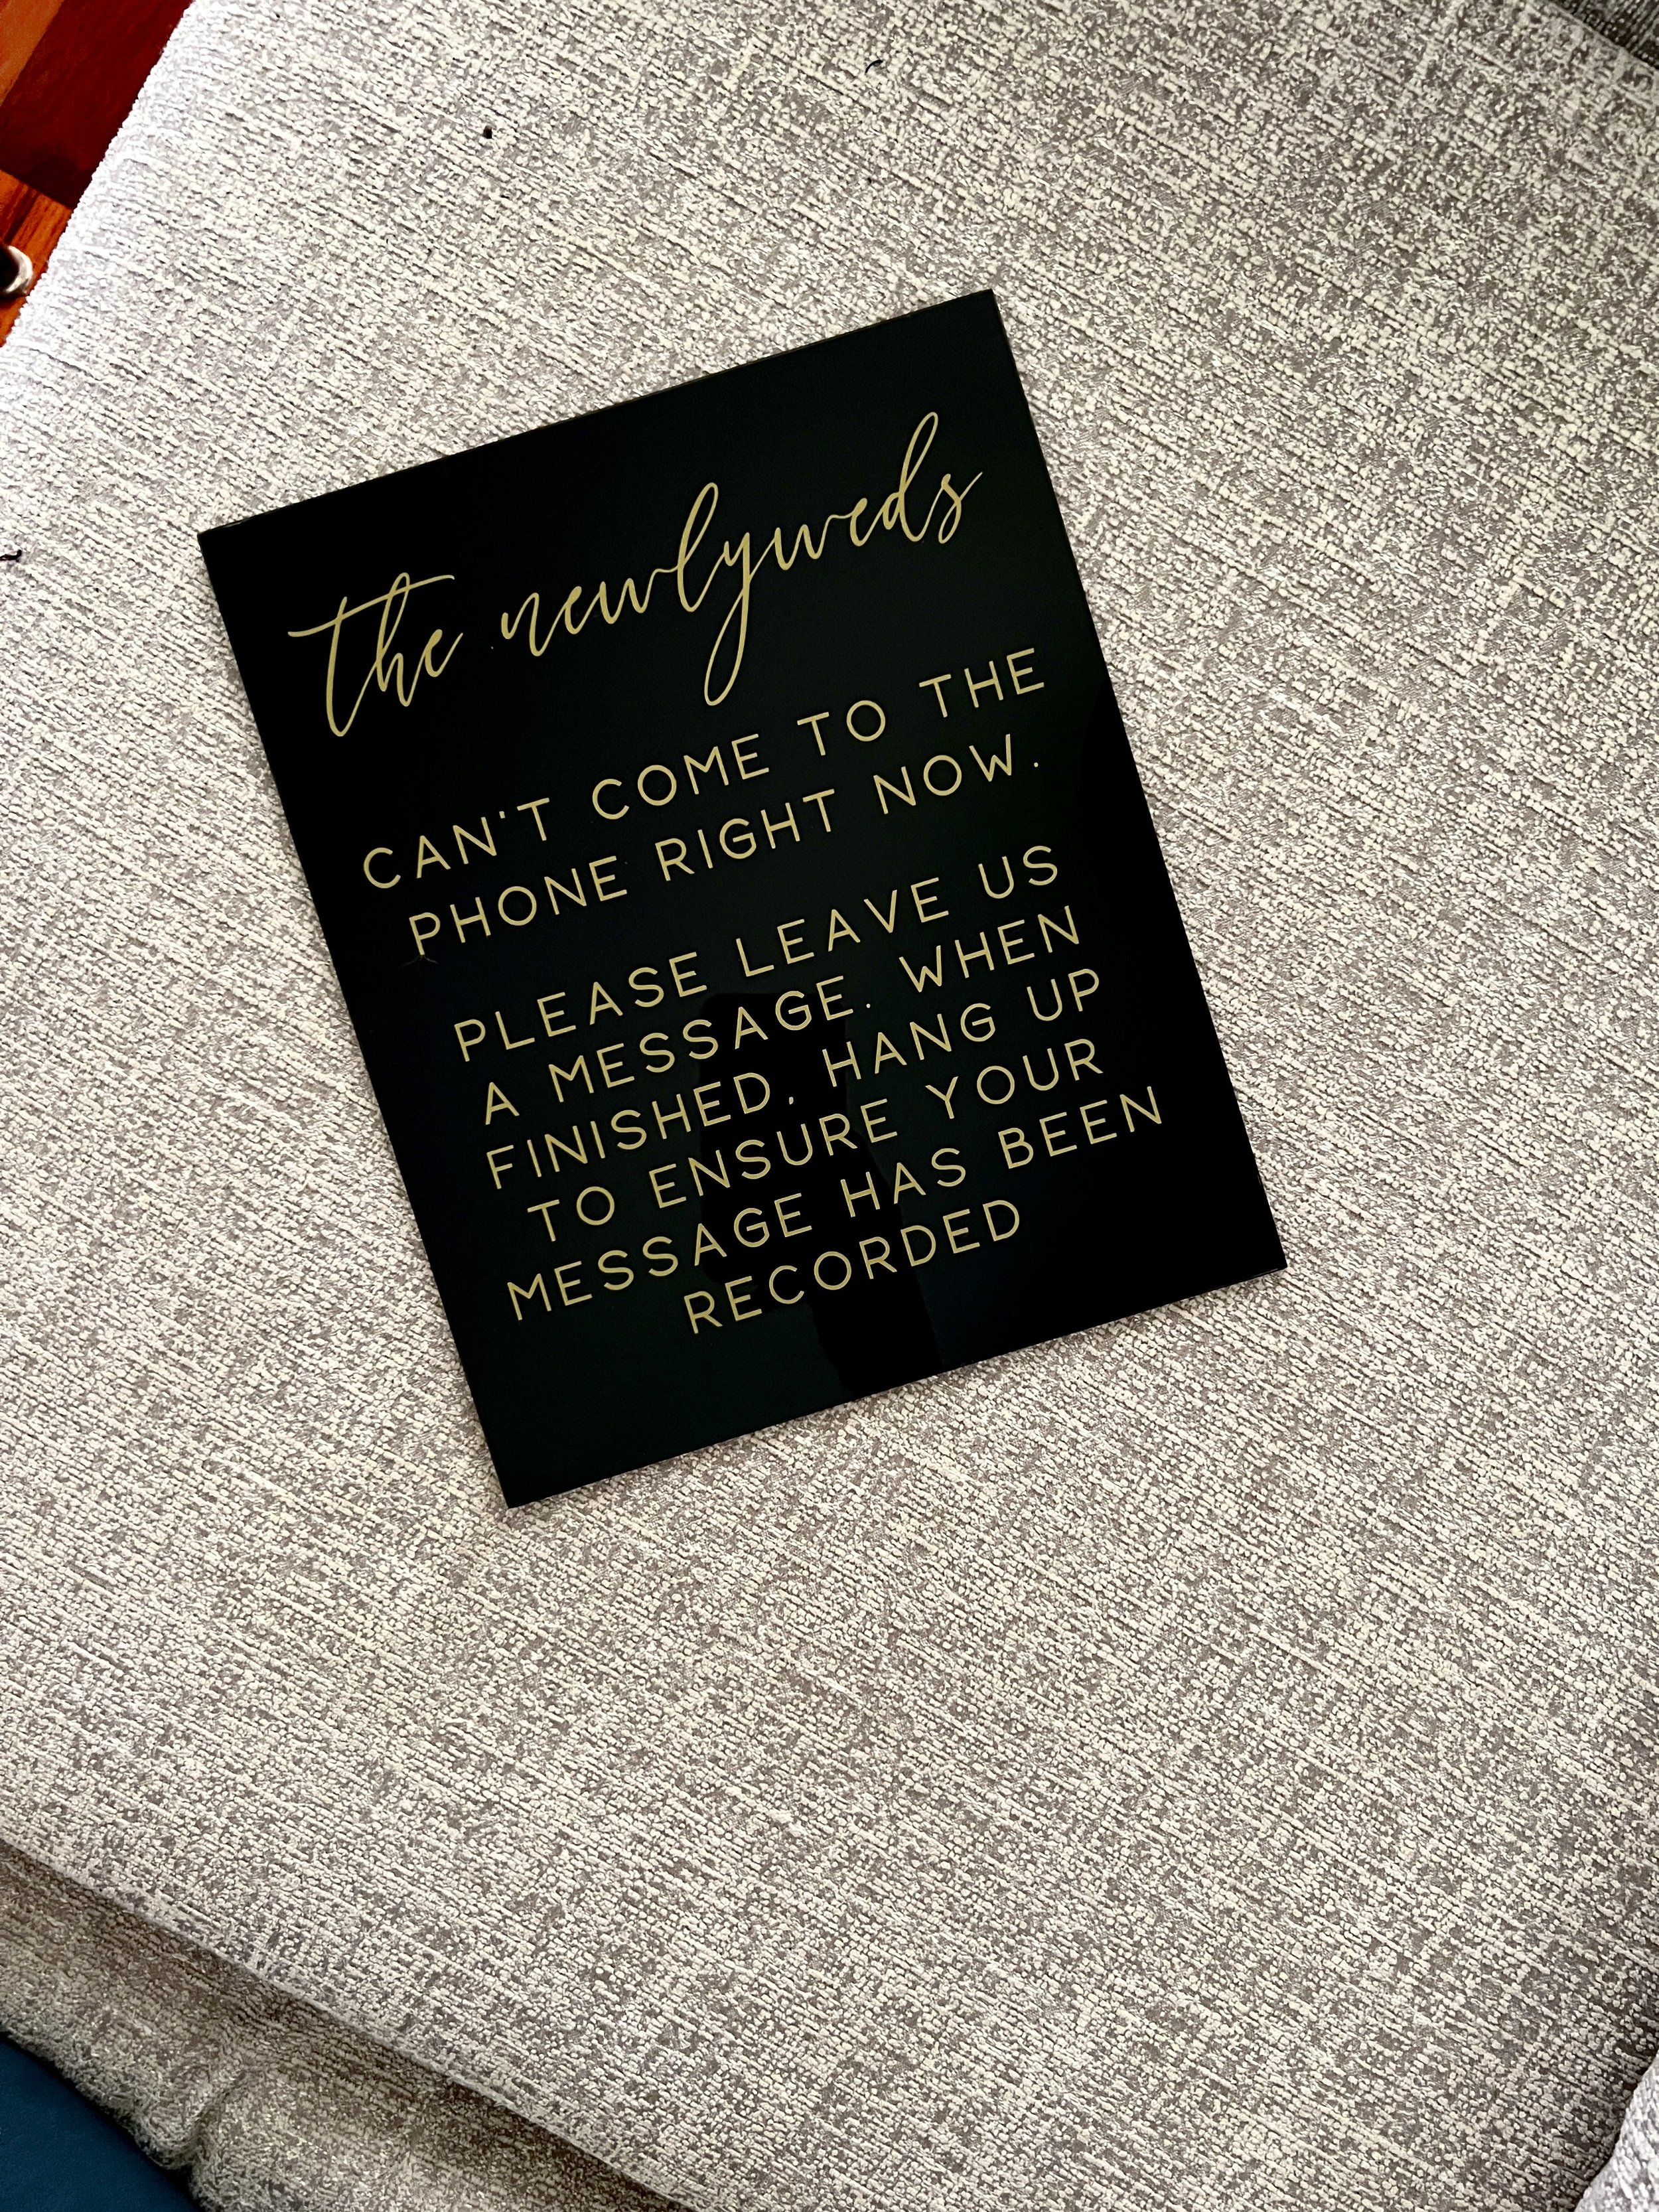 the newlyweds
CAN'T COME TO THE
PHONE RIGHT NOW.
PLEASE LEAVE US
A MESSAGE. WHEN
FINISHED, HANG UP
TO ENSURE YOUR
MESSAGE HAS BEEN
RECORDED